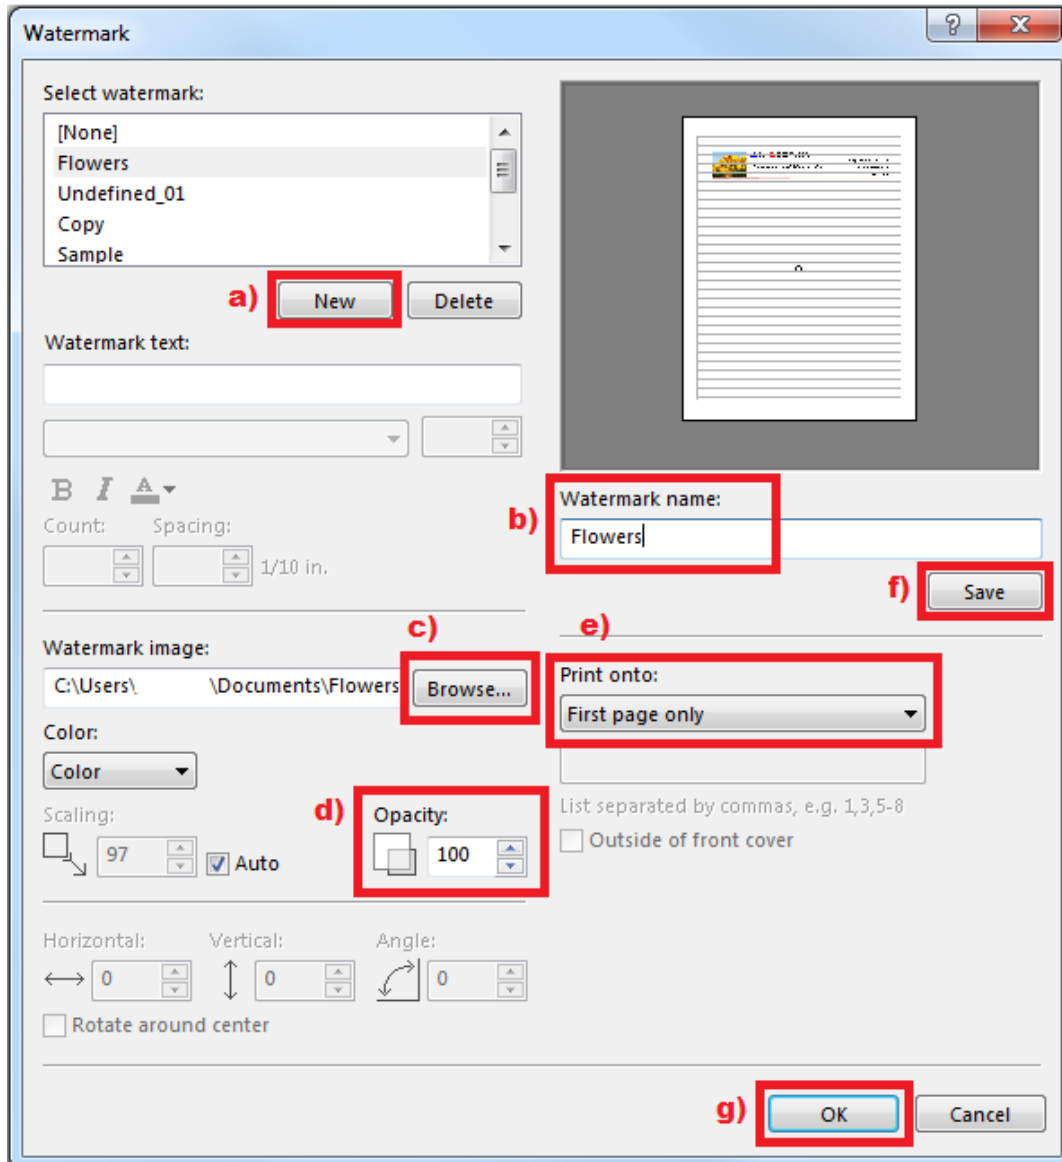 Watermark
Select watermark:
[None]
Flowers
Undefined_01
Copy
Sample
a) New Delete
Watermark text:
B I A
Count: Spacing:
1/10 in.
b) Watermark name:
Flowers
f) Save
c)
Watermark image:
C:\Users\ \Documents\Flowers Browse...
Color:
Color
Scaling:
97 Auto
d) Opacity:
100
e)
Print onto:
First page only
List separated by commas, e.g. 1,3,5-8
Outside of front cover
Horizontal: Vertical: Angle:
0 0 0
Rotate around center
g) OK Cancel